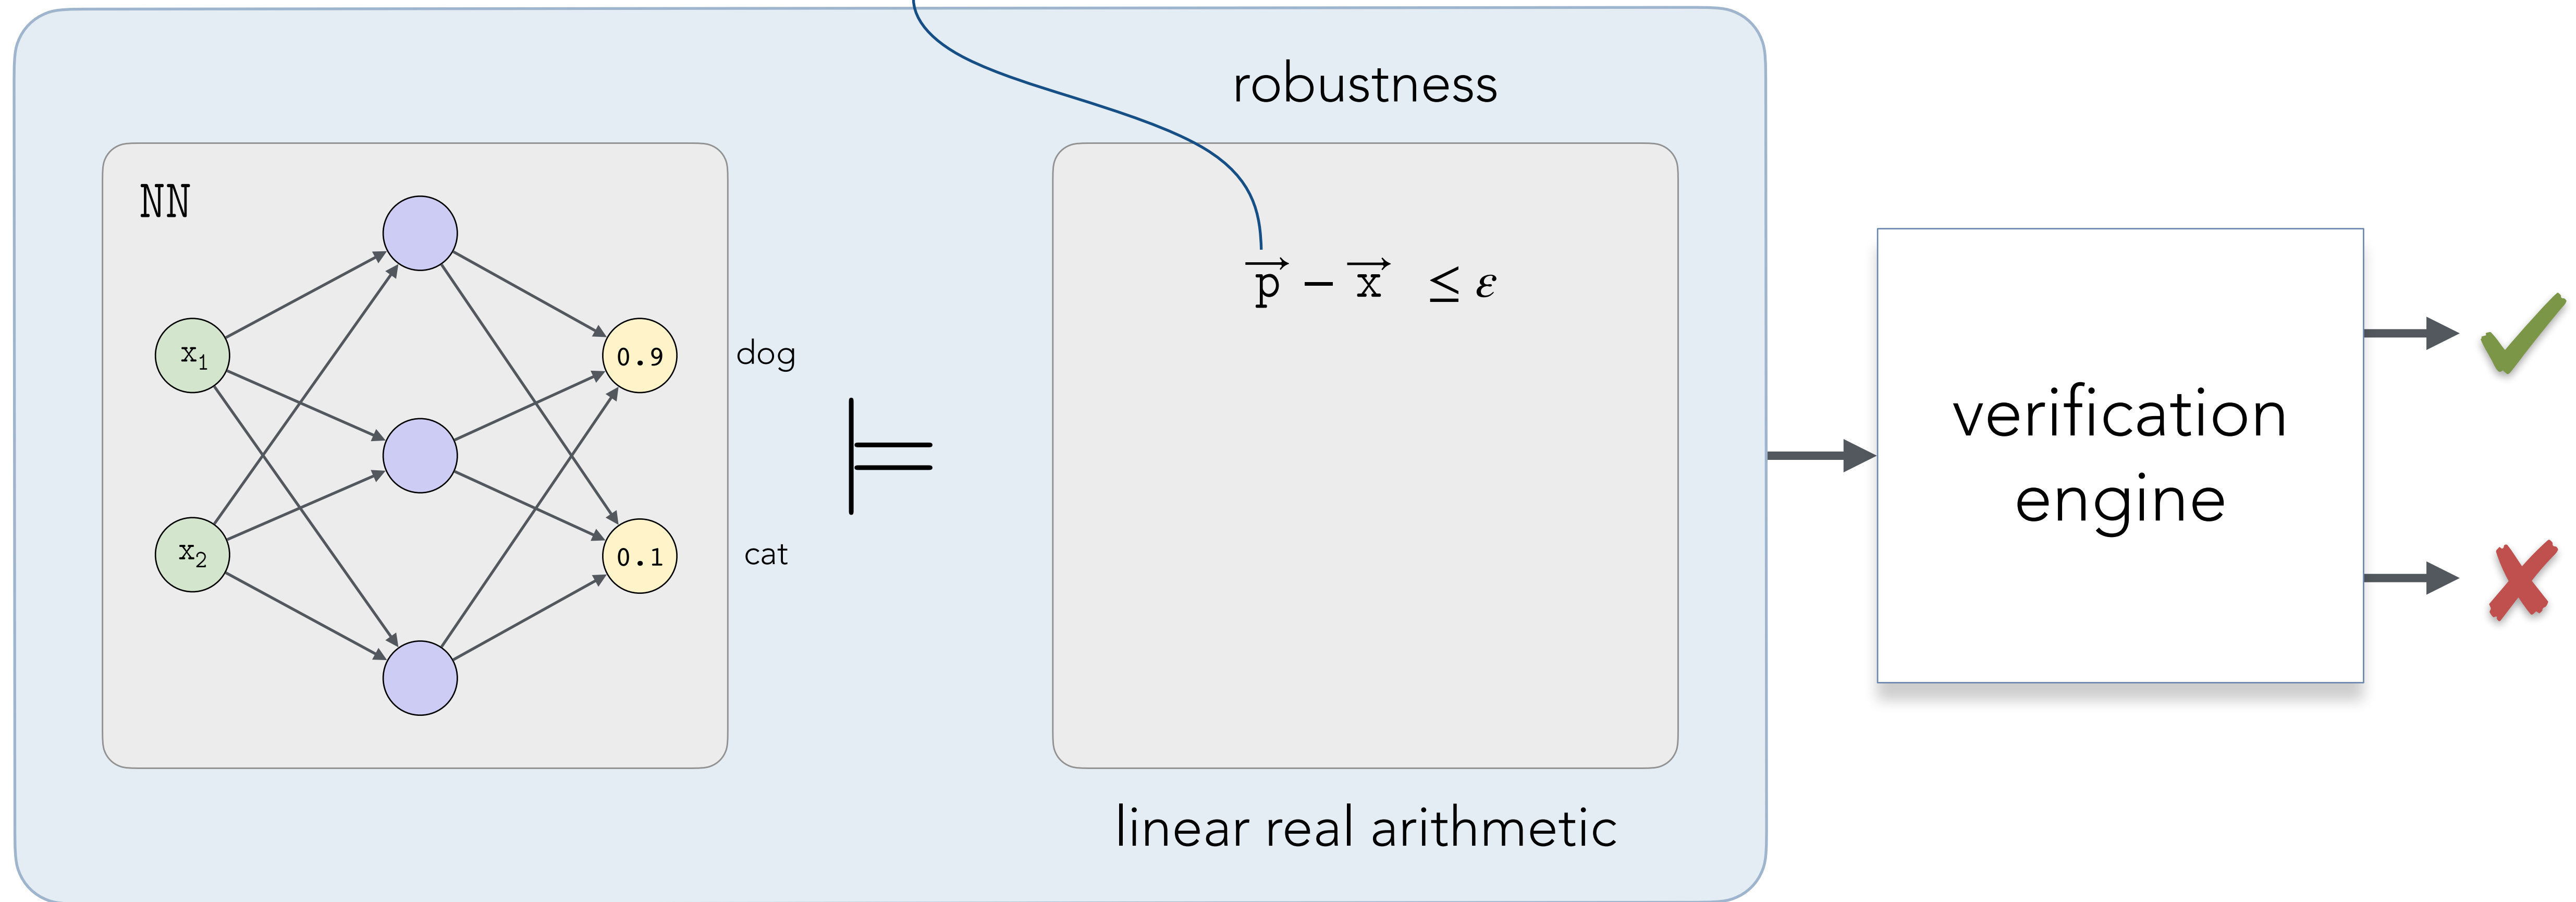 robustness
NN
x₁
x₂
0.9
dog
0.1
cat
⊨
p⃗ − x⃗ ≤ ε
linear real arithmetic
verification
engine